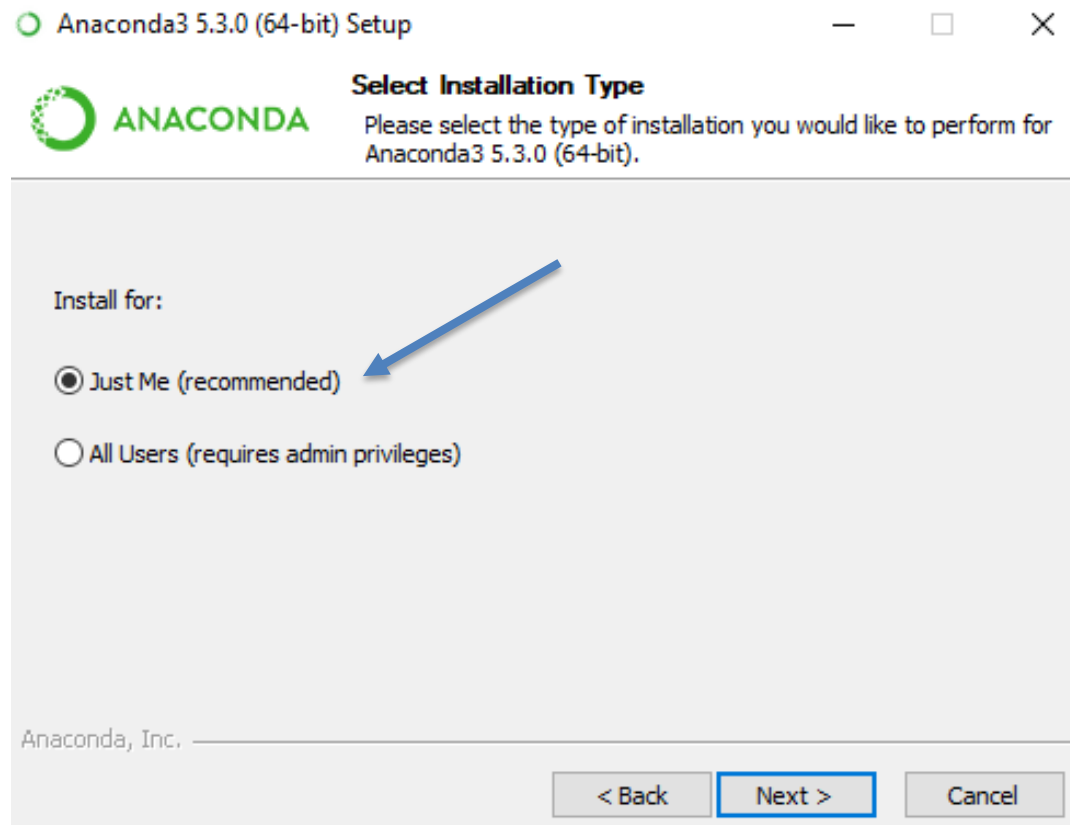 Anaconda3 5.3.0 (64-bit) Setup
ANACONDA
Select Installation Type
Please select the type of installation you would like to perform for
Anaconda3 5.3.0 (64-bit).
Install for:
Just Me (recommended)
All Users (requires admin privileges)
Anaconda, Inc.
< Back
Next >
Cancel